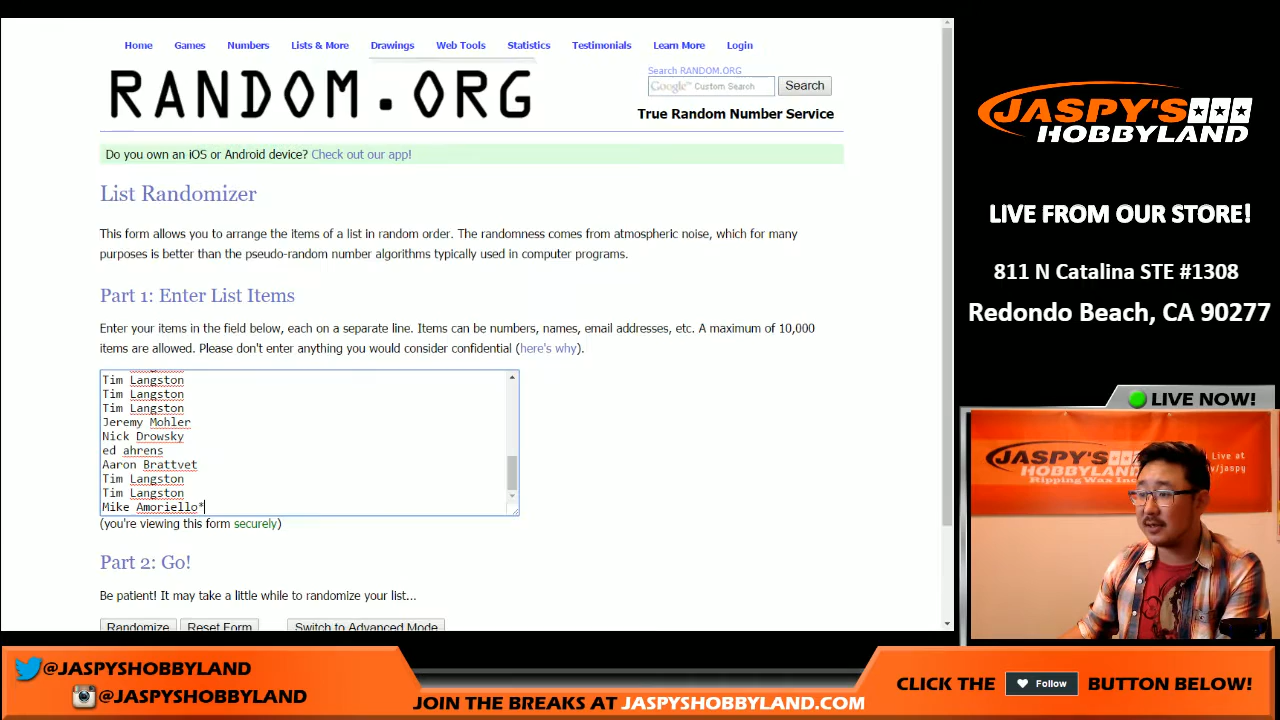 Home Games Numbers Lists & More Drawings Web Tools Statistics Testimonials Learn More Login
RANDOM.ORG
Search RANDOM.ORG
Google™ Custom Search
Search
True Random Number Service
Do you own an iOS or Android device? Check out our app!
List Randomizer
This form allows you to arrange the items of a list in random order. The randomness comes from atmospheric noise, which for many
purposes is better than the pseudo-random number algorithms typically used in computer programs.
Part 1: Enter List Items
Enter your items in the field below, each on a separate line. Items can be numbers, names, email addresses, etc. A maximum of 10,000
items are allowed. Please don't enter anything you would consider confidential (here's why).
Tim Langston
Tim Langston
Tim Langston
Jeremy Mohler
Nick Drowsky
ed ahrens
Aaron Brattvet
Tim Langston
Tim Langston
Mike Amoriello*
(you're viewing this form securely)
Part 2: Go!
Be patient! It may take a little while to randomize your list...
Randomize Reset Form Switch to Advanced Mode
JASPY'S
HOBBYLAND
LIVE FROM OUR STORE!
811 N Catalina STE #1308
Redondo Beach, CA 90277
LIVE NOW!
JASPY'S
HOBBYLAND
Ripping Wax
Live at
/jaspy
@JASPYSHOBBYLAND
@JASPYSHOBBYLAND
JOIN THE BREAKS AT JASPYSHOBBYLAND.COM
CLICK THE Follow BUTTON BELOW!